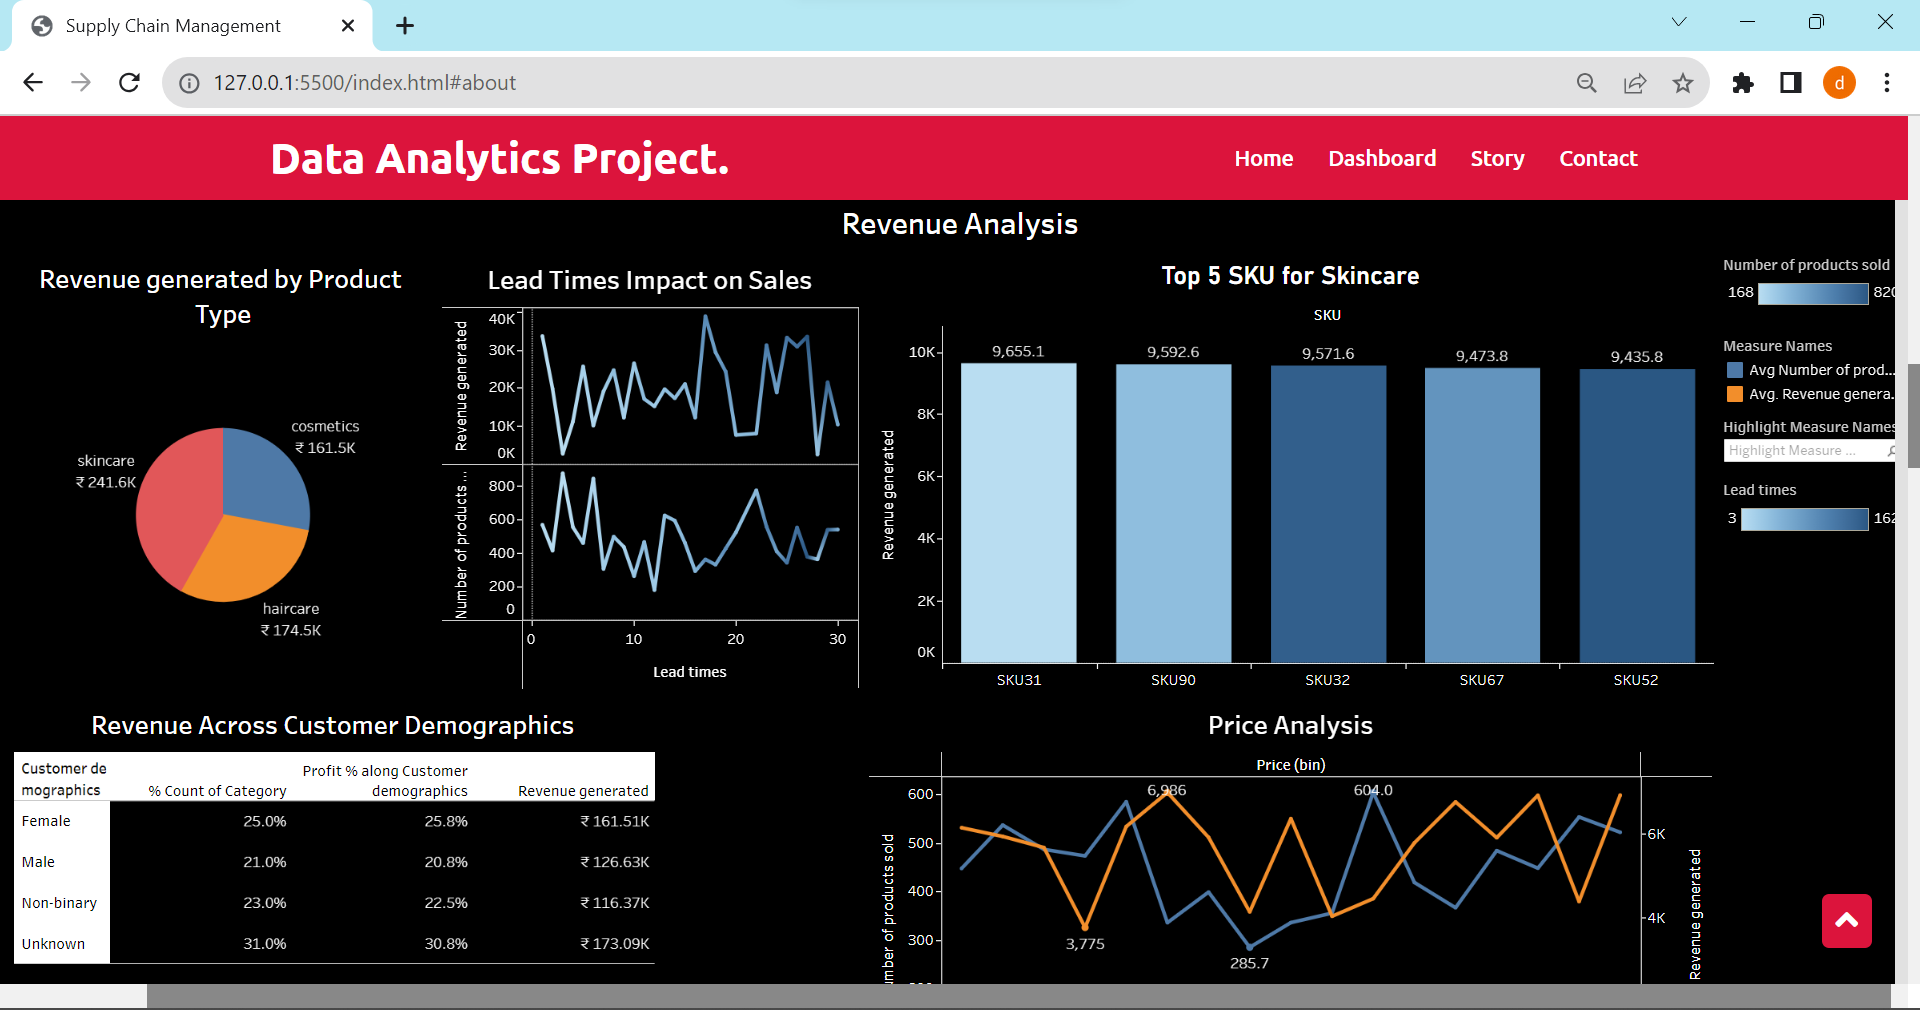 Supply Chain Management
127.0.0.1:5500/index.html#about
d
Data Analytics Project.
Home Dashboard Story Contact
Revenue Analysis
Revenue generated by Product
Type
cosmetics
₹ 161.5K
skincare
₹ 241.6K
haircare
₹ 174.5K
Lead Times Impact on Sales
Revenue generated
40K
30K
20K
10K
0K
Number of products ...
800
600
400
200
0
0 10 20 30
Lead times
Top 5 SKU for Skincare
SKU
Revenue generated
10K
8K
6K
4K
2K
0K
9,655.1 9,592.6 9,571.6 9,473.8 9,435.8
SKU31 SKU90 SKU32 SKU67 SKU52
Number of products sold
168 820
Measure Names
Avg Number of prod...
Avg. Revenue genera.
Highlight Measure Names
Highlight Measure ...
Lead times
3 162
Revenue Across Customer Demographics
Customer de
mographics
% Count of Category
Profit % along Customer
demographics
Revenue generated
Female 25.0% 25.8% ₹ 161.51K
Male 21.0% 20.8% ₹ 126.63K
Non-binary 23.0% 22.5% ₹ 116.37K
Unknown 31.0% 30.8% ₹ 173.09K
Price Analysis
Price (bin)
600
500
400
300
umber of products sold
6,986 604.0
3,775
285.7
6K
4K
Revenue generated